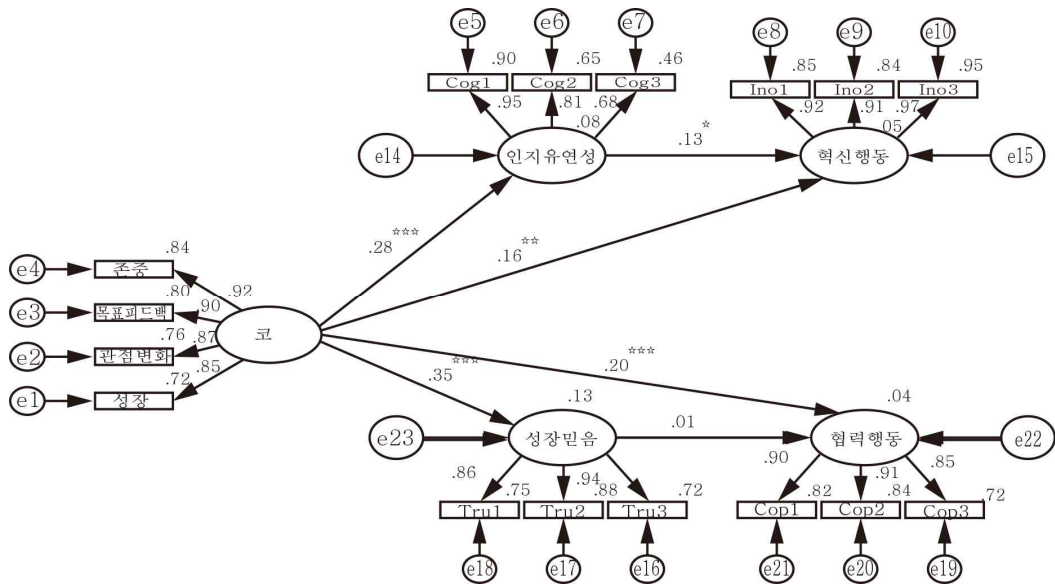 e5 e6 e7 e8 e9 e10
.90 .65 .46 .85 .84 .95
Cog1 Cog2 Cog3 Ino1 Ino2 Ino3
.95 .81 .68 .92 .91 .97
.08 .05
e14 인지유연성 .13* 혁신행동 e15
.28*** .16**
.84
e4 존중
.92
.80
e3 목표피드백 .90
코
.76
e2 관점변화 .87
.72 .85
e1 성장
.35*** .20***
.13 .04
e23 성장믿음 .01 협력행동 e22
.86 .94 .90 .91 .85
.75 .88 .72 .82 .84 .72
Tru1 Tru2 Tru3 Cop1 Cop2 Cop3
e18 e17 e16 e21 e20 e19